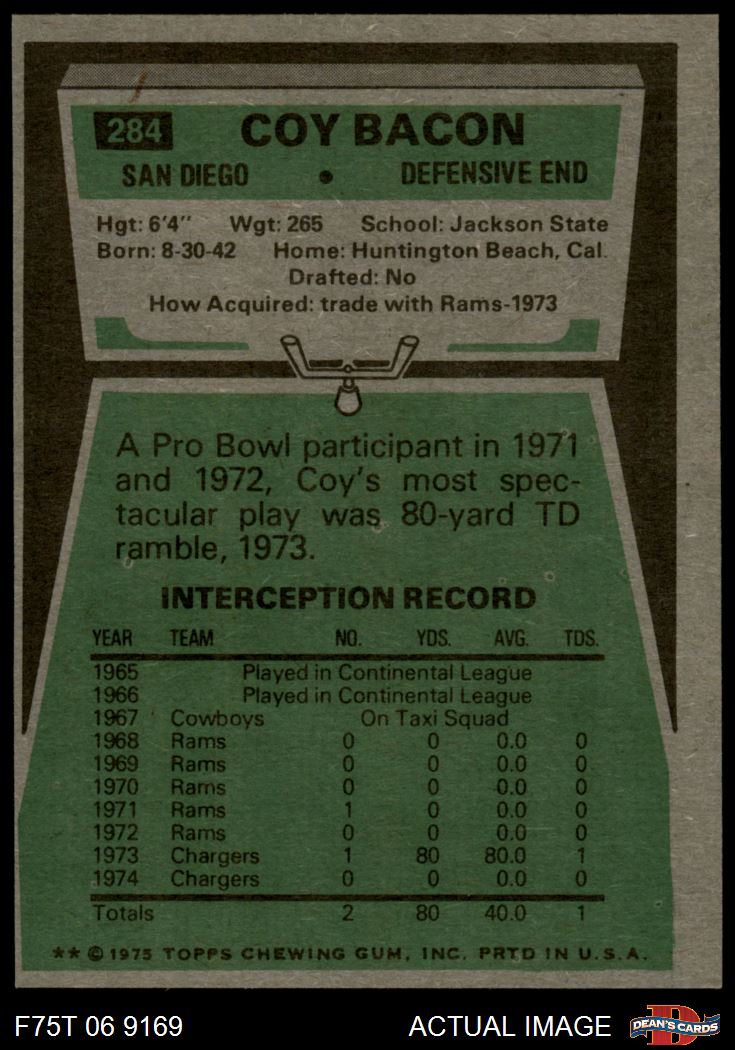 284 COY BACON
SAN DIEGO • DEFENSIVE END
Hgt: 6'4" Wgt: 265 School: Jackson State
Born: 8-30-42 Home: Huntington Beach, Cal.
Drafted: No
How Acquired: trade with Rams-1973
A Pro Bowl participant in 1971
and 1972, Coy's most spec-
tacular play was 80-yard TD
ramble, 1973.
INTERCEPTION RECORD
YEAR TEAM NO. YDS. AVG. TDS.
1965 Played in Continental League
1966 Played in Continental League
1967 Cowboys On Taxi Squad
1968 Rams 0 0 0.0 0
1969 Rams 0 0 0.0 0
1970 Rams 0 0 0.0 0
1971 Rams 1 0 0.0 0
1972 Rams 0 0 0.0 0
1973 Chargers 1 80 80.0 1
1974 Chargers 0 0 0.0 0
Totals 2 80 40.0 1
** © 1975 TOPPS CHEWING GUM, INC. PRTD IN U.S.A.
F75T 06 9169 ACTUAL IMAGE D DEAN'S CARDS